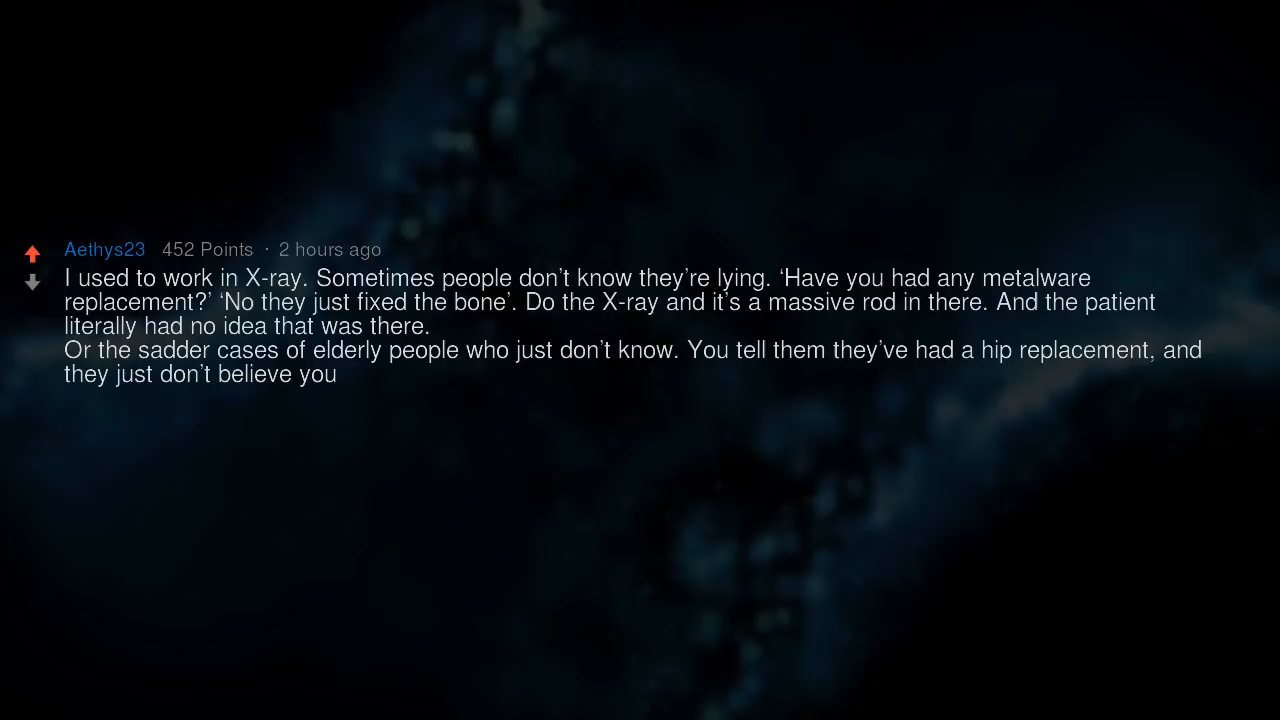 Aethys23 452 Points · 2 hours ago
I used to work in X-ray. Sometimes people don’t know they’re lying. ‘Have you had any metalware
replacement?’ ‘No they just fixed the bone’. Do the X-ray and it’s a massive rod in there. And the patient
literally had no idea that was there.
Or the sadder cases of elderly people who just don’t know. You tell them they’ve had a hip replacement, and
they just don’t believe you